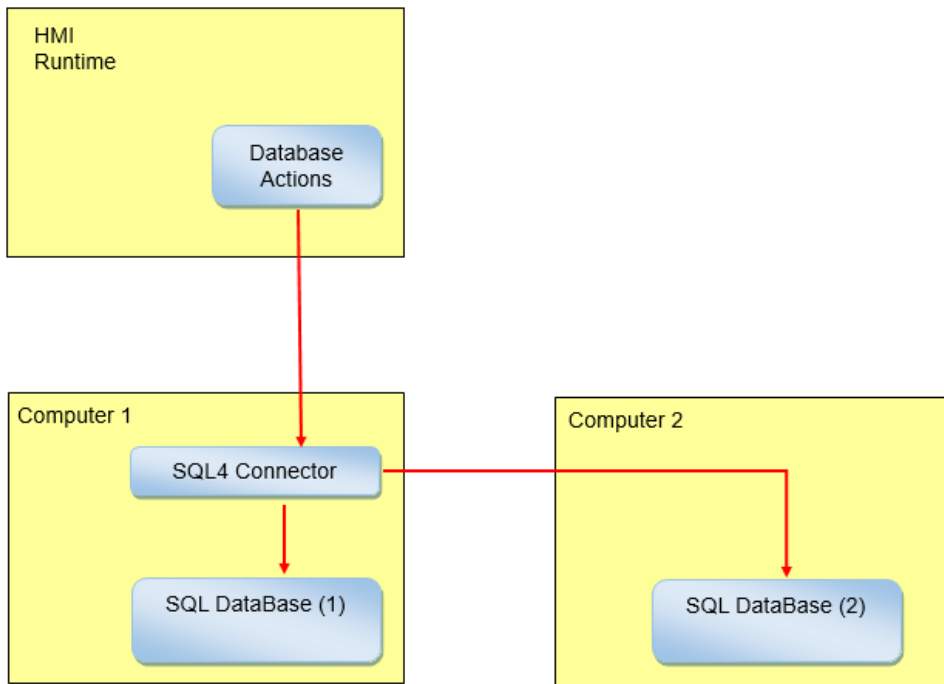 HMI
Runtime
Database
Actions
Computer 1
SQL4 Connector
SQL DataBase (1)
Computer 2
SQL DataBase (2)